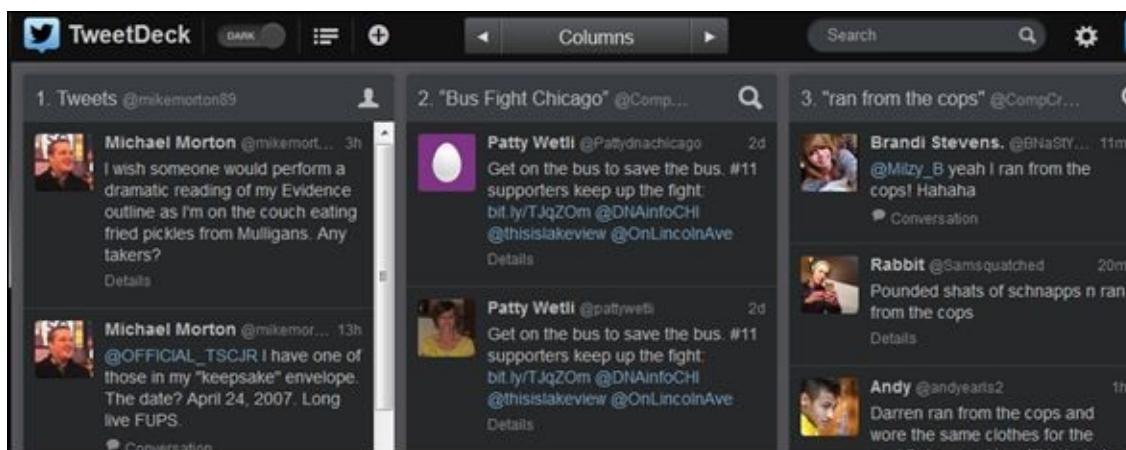 TweetDeck DARK Columns Search
1. Tweets @mikemorton89
Michael Morton @mikemort... 3h
I wish someone would perform a
dramatic reading of my Evidence
outline as I'm on the couch eating
fried pickles from Mulligans. Any
takers?
Details
Michael Morton @mikemor... 13h
@OFFICIAL_TSCJR I have one of
those in my "keepsake" envelope.
The date? April 24, 2007. Long
live FUPS.
Conversation
2. "Bus Fight Chicago" @Comp...
Patty Wetli @Pattydnachicago 2d
Get on the bus to save the bus. #11
supporters keep up the fight:
bit.ly/TJqZOm @DNAinfoCHI
@thisislakeview @OnLincolnAve
Details
Patty Wetli @pattywetli 2d
Get on the bus to save the bus. #11
supporters keep up the fight:
bit.ly/TJqZOm @DNAinfoCHI
@thisislakeview @OnLincolnAve
Details
3. "ran from the cops" @CompCr...
Brandi Stevens. @BNaStY... 11m
@Milzy_B yeah I ran from the
cops! Hahaha
Conversation
Rabbit @Samsquatched 20m
Pounded shats of schnapps n ran
from the cops
Details
Andy @andyearls2 1h
Darren ran from the cops and
wore the same clothes for the